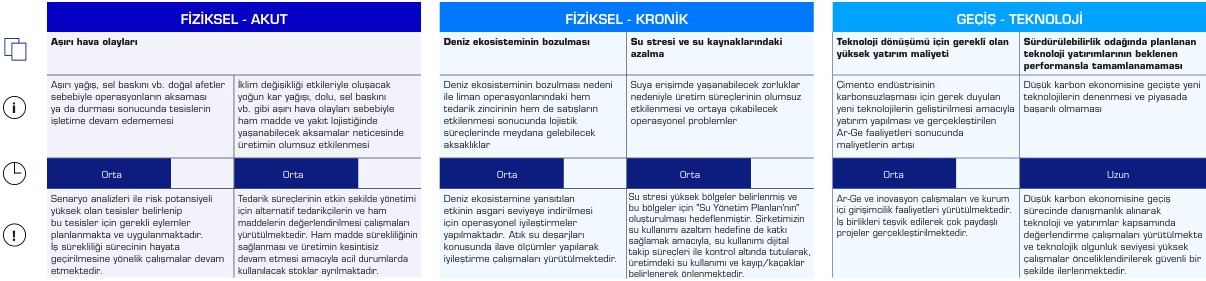 FİZİKSEL - AKUT
Aşırı hava olayları
Aşırı yağış, sel baskını vb. doğal afetler
sebebiyle operasyonların aksaması
ya da durması sonucunda tesislerin
işletme devam edememesi
İklim değişikliği etkileriyle oluşacak
yoğun kar yağışı, dolu, sel baskını
vb. gibi aşırı hava olayları sebebiyle
ham madde ve yakıt lojistiğinde
yaşanabilecek aksamalar neticesinde
üretimin olumsuz etkilenmesi
Orta
Orta
Senaryo analizleri ile risk potansiyeli
yüksek olan tesisler belirlenip
bu tesisler için gerekli eylemler
planlanmakta ve uygulanmaktadır.
İş sürekliliği sürecinin hayata
geçirilmesine yönelik çalışmalar devam
etmektedir.
Tedarik süreçlerinin etkin şekilde yönetimi
için alternatif tedarikçilerin ve ham
maddelerin değerlendirilmesi çalışmaları
yürütülmektedir. Ham madde sürekliliğinin
sağlanması ve üretimin kesintisiz
devam etmesi amacıyla acil durumlarda
kullanılacak stoklar ayrılmaktadır.
FİZİKSEL - KRONİK
Deniz ekosisteminin bozulması
Su stresi ve su kaynaklarındaki
azalma
Deniz ekosisteminin bozulması nedeni
ile liman operasyonlarındaki hem
tedarik zincirinin hem de satışların
etkilenmesi sonucunda lojistik
süreçlerinde meydana gelebilecek
aksaklıklar
Suya erişimde yaşanabilecek zorluklar
nedeniyle üretim süreçlerinin olumsuz
etkilenmesi ve ortaya çıkabilecek
operasyonel problemler
Orta
Orta
Deniz ekosistemine yansıtılan
etkinin asgari seviyeye indirilmesi
için operasyonel iyileştirmeler
yapılmaktadır. Atık su deşarjları
konusunda ilave ölçümler yapılarak
iyileştirme çalışmaları yürütülmektedir.
Su stresi yüksek bölgeler belirlenmiş ve
bu bölgeler için "Su Yönetim Planları'nın"
oluşturulması hedeflenmiştir. Şirketimizin
su kullanımı azaltım hedefine de katkı
sağlamak amacıyla, su kullanımı dijital
takip süreçleri ile kontrol altında tutularak,
üretimdeki su kullanımı ve kayıp/kaçaklar
belirlenerek önlenmektedir.
GEÇİŞ - TEKNOLOJİ
Teknoloji dönüşümü için gerekli olan
yüksek yatırım maliyeti
Sürdürülebilirlik odağında planlanan
teknoloji yatırımlarının beklenen
performansla tamamlanamaması
Çimento endüstrisinin
karbonsuzlaşması için gerek duyulan
yeni teknolojilerin geliştirilmesi amacıyla
yatırım yapılması ve gerçekleştirilen
Ar-Ge faaliyetleri sonucunda
maliyetlerin artışı
Düşük karbon ekonomisine geçişte yeni
teknolojilerin denenmesi ve piyasada
başarılı olmaması
Orta
Uzun
Ar-Ge ve inovasyon çalışmaları ve kurum
içi girişimcilik faaliyetleri yürütülmektedir.
İş birlikleri teşvik edilerek çok paydaşlı
projeler gerçekleştirilmektedir.
Düşük karbon ekonomisine geçiş
sürecinde danışmanlık alınarak
teknoloji ve yatırımlar kapsamında
değerlendirme çalışmaları yürütülmekte
ve teknolojik olgunluk seviyesi yüksek
çalışmalar önceliklendirilerek güvenli bir
şekilde ilerlenmektedir.